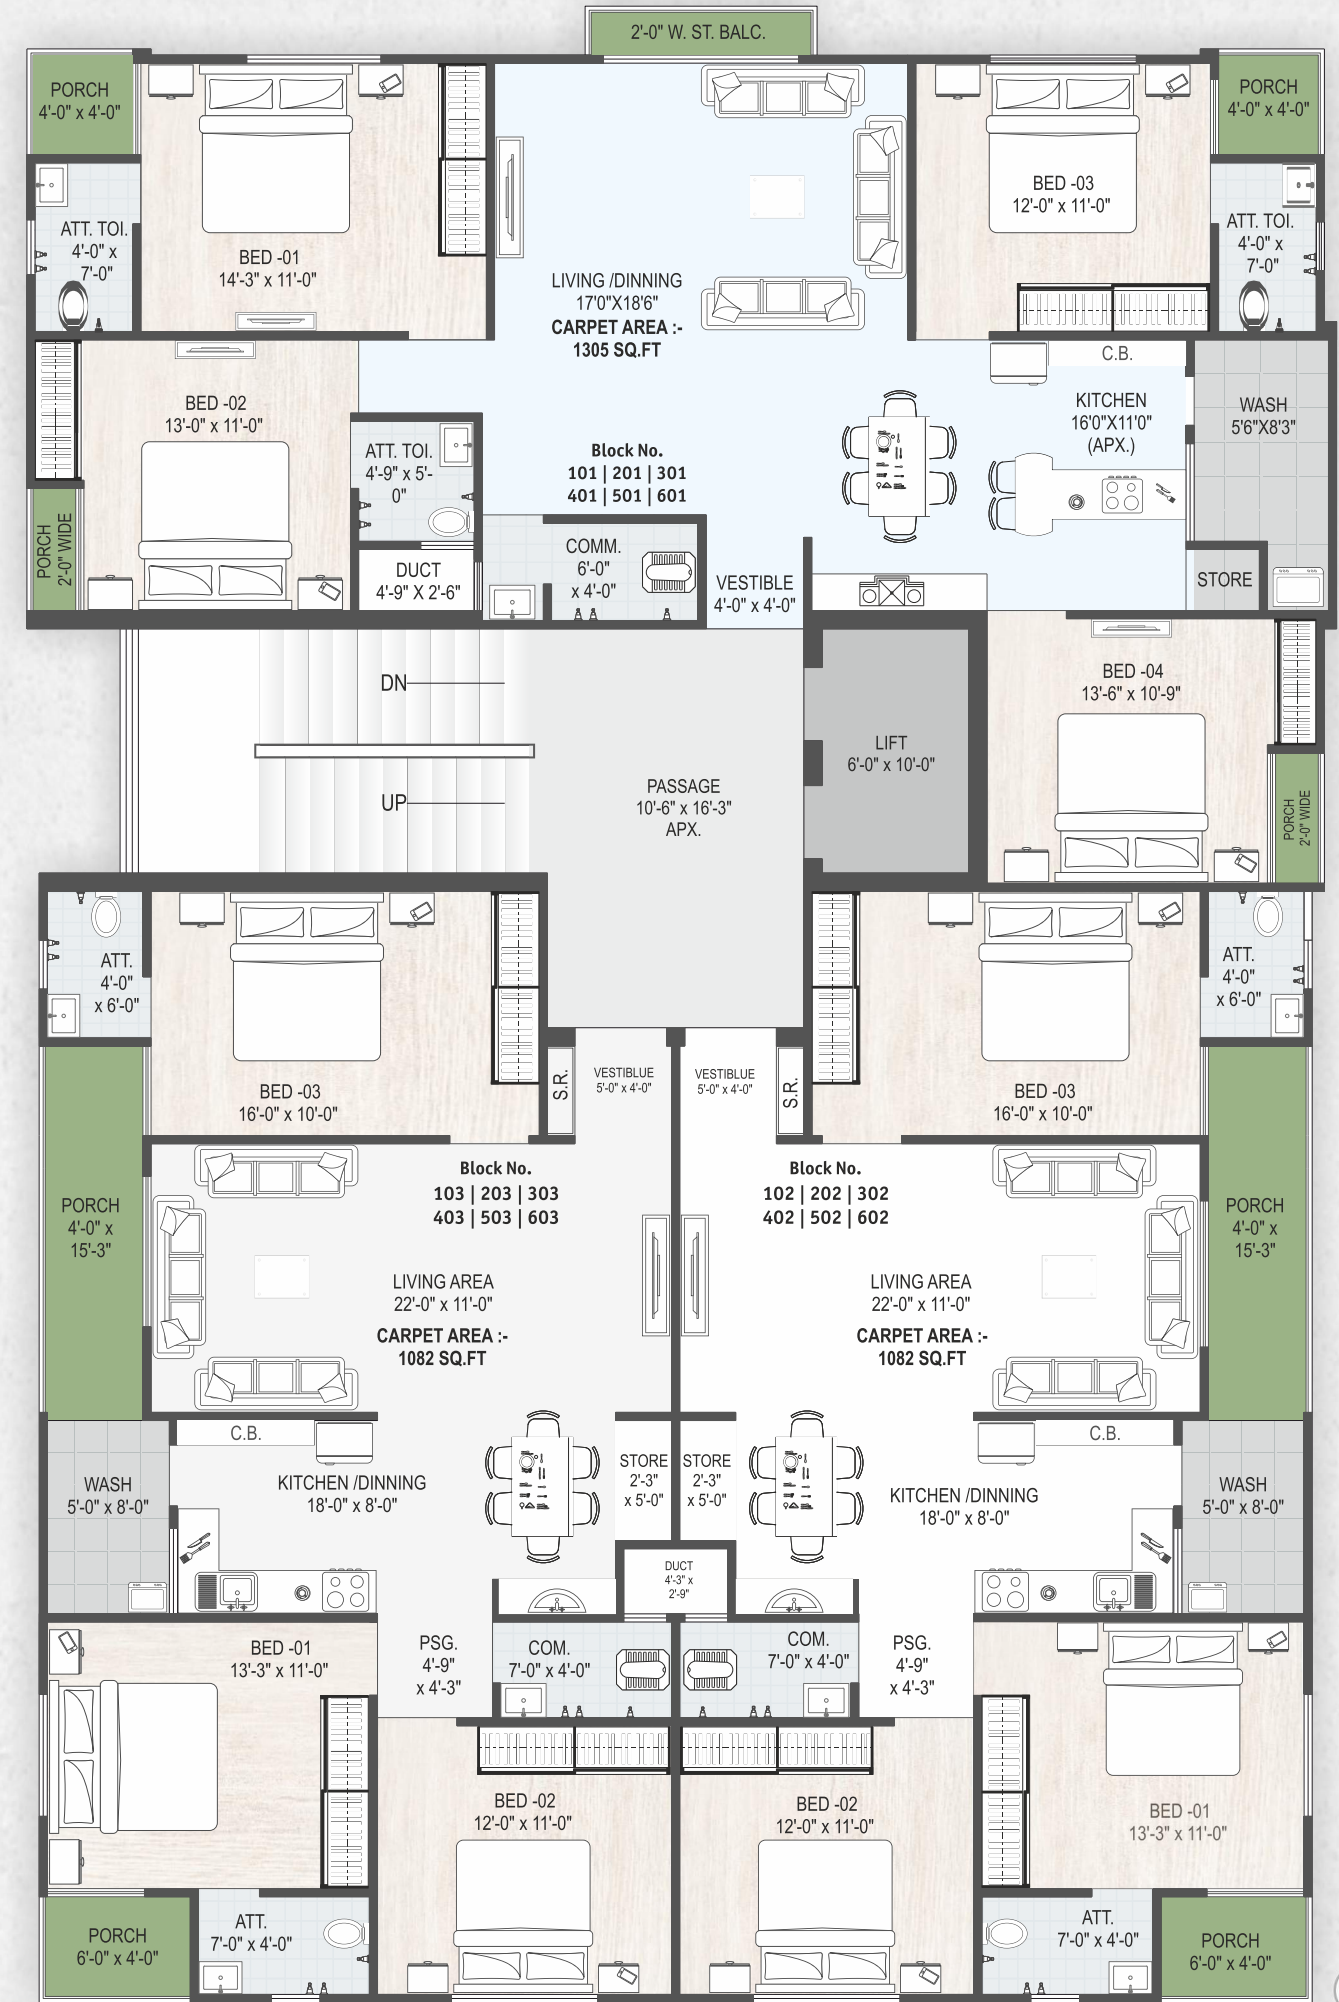 2'-0" W. ST. BALC.
PORCH
4'-0" x 4'-0"
PORCH
4'-0" x 4'-0"
ATT. TOI.
4'-0" x
7'-0"
BED -01
14'-3" x 11'-0"
LIVING /DINNING
17'0"X18'6"
CARPET AREA :-
1305 SQ.FT
BED -03
12'-0" x 11'-0"
ATT. TOI.
4'-0" x
7'-0"
BED -02
13'-0" x 11'-0"
ATT. TOI.
4'-9" x 5'-
0"
Block No.
101 | 201 | 301
401 | 501 | 601
C.B.
KITCHEN
16'0"X11'0"
(APX.)
WASH
5'6"X8'3"
PORCH
2'-0" WIDE
DUCT
4'-9" X 2'-6"
COMM.
6'-0"
x 4'-0"
VESTIBLE
4'-0" x 4'-0"
STORE
DN
UP
PASSAGE
10'-6" x 16'-3"
APX.
LIFT
6'-0" x 10'-0"
BED -04
13'-6" x 10'-9"
PORCH
2'-0" WIDE
ATT.
4'-0"
x 6'-0"
BED -03
16'-0" x 10'-0"
S.R.
VESTIBLUE
5'-0" x 4'-0"
VESTIBLUE
5'-0" x 4'-0"
S.R.
BED -03
16'-0" x 10'-0"
ATT.
4'-0"
x 6'-0"
PORCH
4'-0" x
15'-3"
Block No.
103 | 203 | 303
403 | 503 | 603
LIVING AREA
22'-0" x 11'-0"
CARPET AREA :-
1082 SQ.FT
Block No.
102 | 202 | 302
402 | 502 | 602
LIVING AREA
22'-0" x 11'-0"
CARPET AREA :-
1082 SQ.FT
PORCH
4'-0" x
15'-3"
WASH
5'-0" x 8'-0"
C.B.
KITCHEN /DINNING
18'-0" x 8'-0"
STORE
2'-3"
x 5'-0"
STORE
2'-3"
x 5'-0"
C.B.
KITCHEN /DINNING
18'-0" x 8'-0"
WASH
5'-0" x 8'-0"
DUCT
4'-3" x
2'-9"
BED -01
13'-3" x 11'-0"
PSG.
4'-9"
x 4'-3"
COM.
7'-0" x 4'-0"
COM.
7'-0" x 4'-0"
PSG.
4'-9"
x 4'-3"
BED -02
12'-0" x 11'-0"
BED -02
12'-0" x 11'-0"
BED -01
13'-3" x 11'-0"
PORCH
6'-0" x 4'-0"
ATT.
7'-0" x 4'-0"
ATT.
7'-0" x 4'-0"
PORCH
6'-0" x 4'-0"